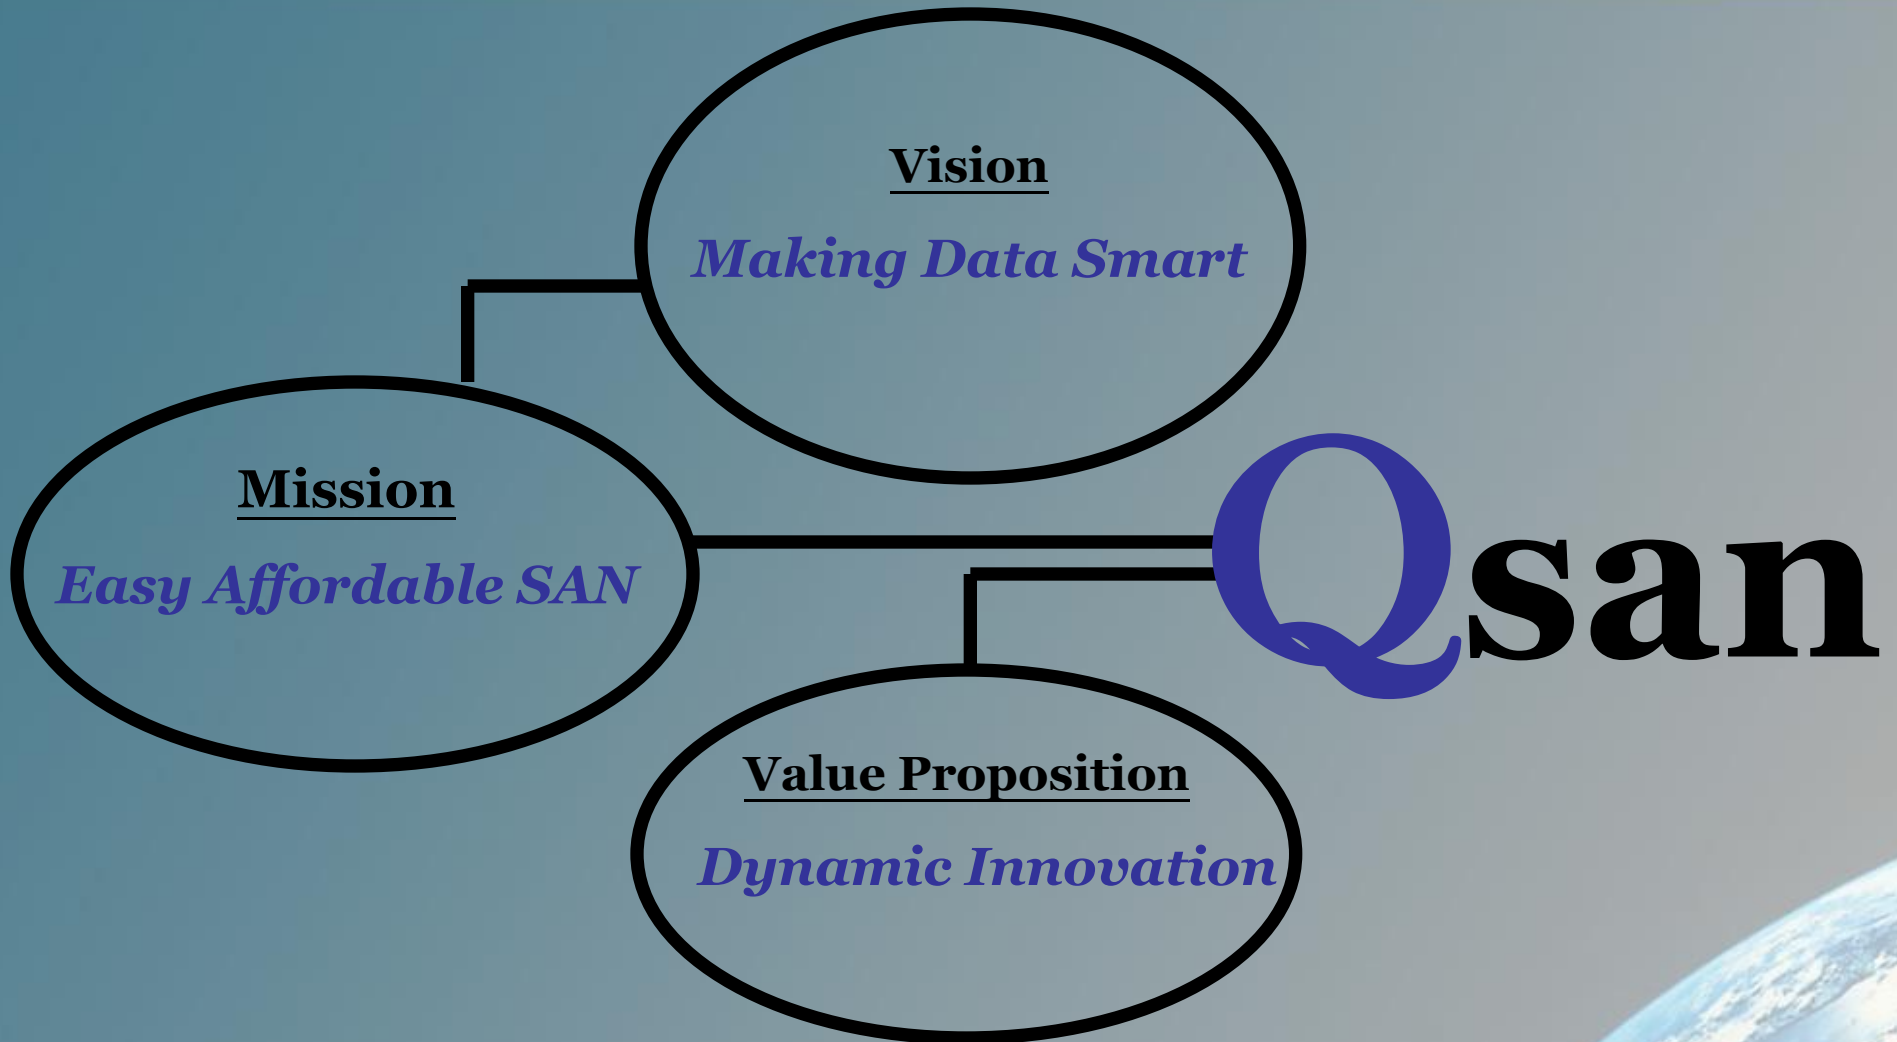 Vision
Making Data Smart
Mission
Easy Affordable SAN
Qsan
Value Proposition
Dynamic Innovation